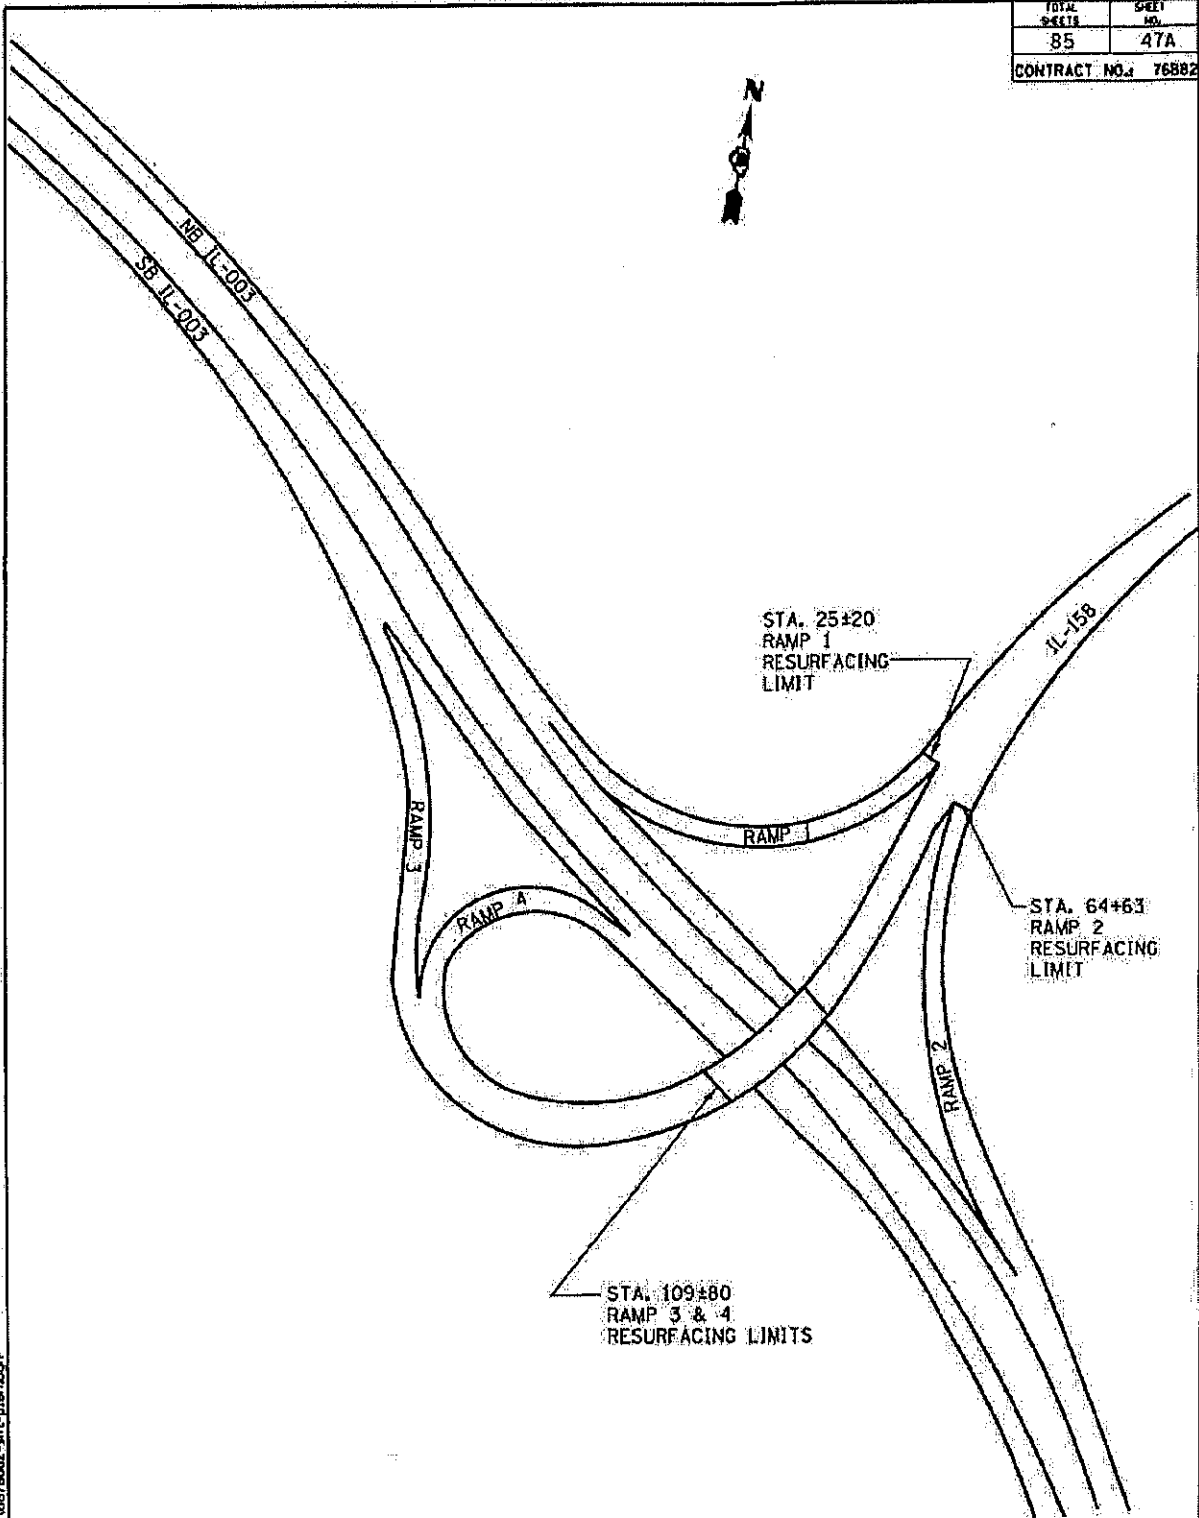 TOTAL SHEETS
SHEET NO.
85
47A
CONTRACT NO.: 76882
N
NB IL-003
SB IL-003
STA. 25±20
RAMP 1
RESURFACING
LIMIT
IL-158
RAMP 3
RAMP 1
RAMP 4
STA. 64+63
RAMP 2
RESURFACING
LIMIT
RAMP 2
STA. 109±80
RAMP 3 & 4
RESURFACING LIMITS